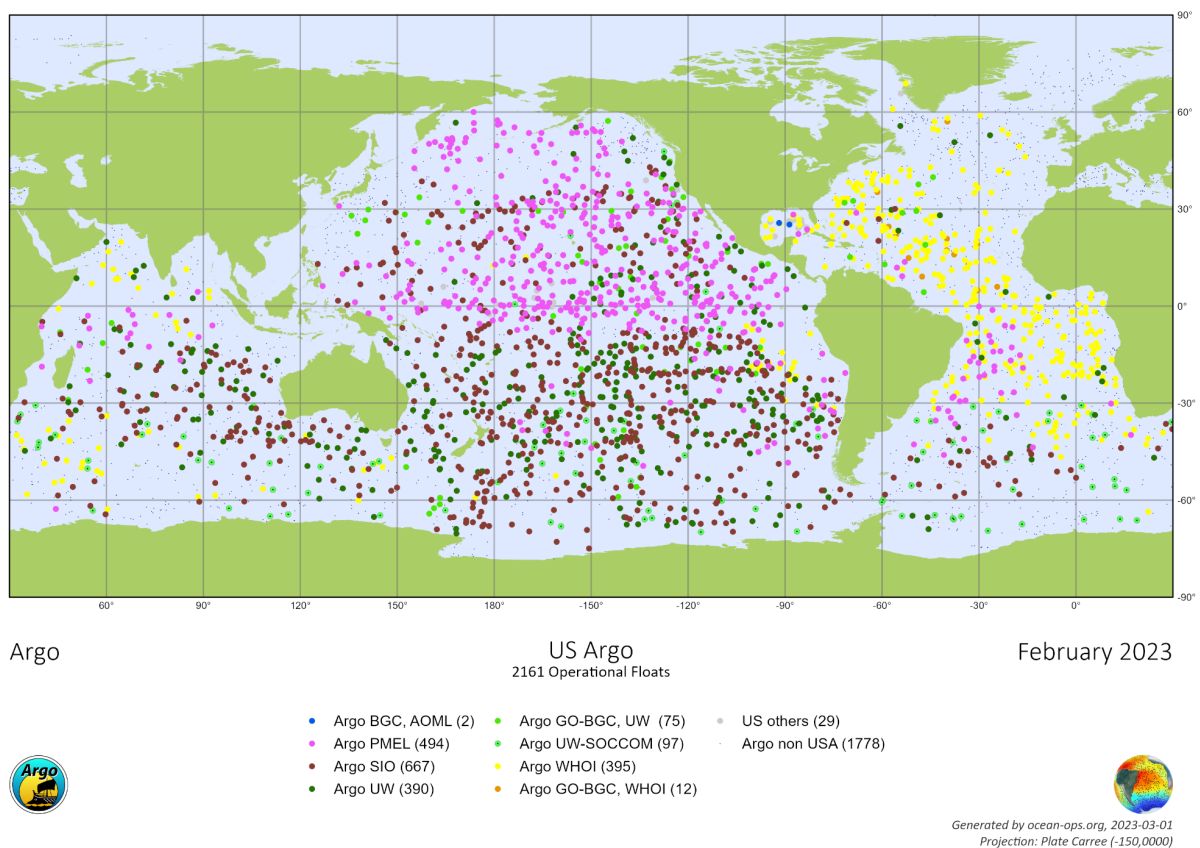 90°
60°
30°
0°
-30°
-60°
-90°
60° 90° 120° 150° 180° -150° -120° -90° -60° -30° 0°
Argo US Argo February 2023
2161 Operational Floats
Argo BGC, AOML (2) Argo GO-BGC, UW (75) US others (29)
Argo PMEL (494) Argo UW-SOCCOM (97) Argo non USA (1778)
Argo SIO (667) Argo WHOI (395)
Argo UW (390) Argo GO-BGC, WHOI (12)
Argo
Generated by ocean-ops.org, 2023-03-01
Projection: Plate Carree (-150,0000)